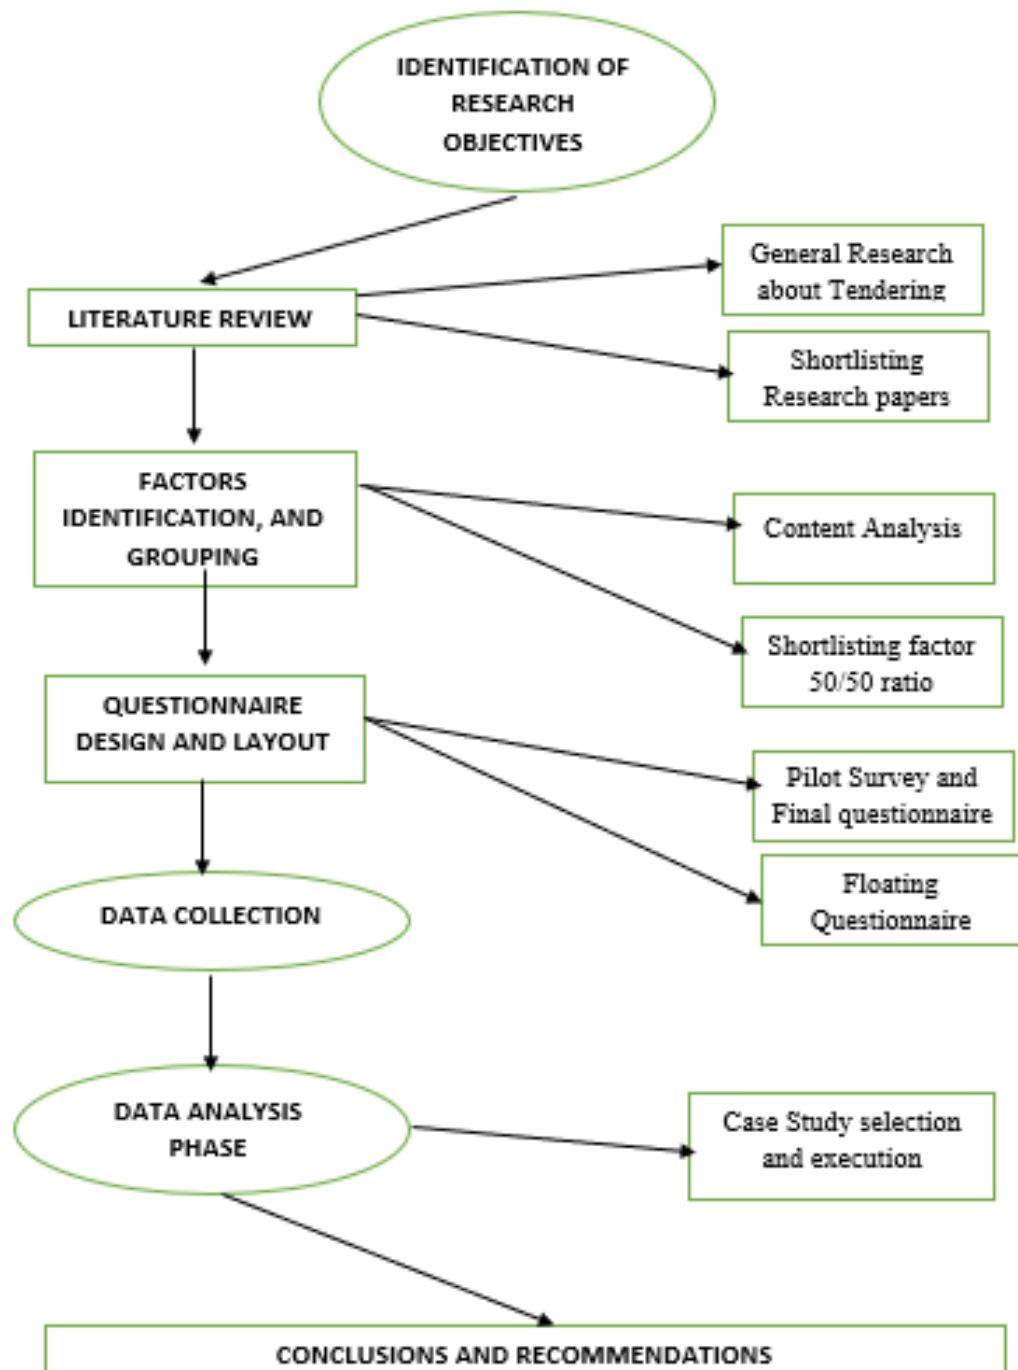 IDENTIFICATION OF
RESEARCH
OBJECTIVES
General Research
about Tendering
LITERATURE REVIEW
Shortlisting
Research papers
FACTORS
IDENTIFICATION, AND
GROUPING
Content Analysis
Shortlisting factor
50/50 ratio
QUESTIONNAIRE
DESIGN AND LAYOUT
Pilot Survey and
Final questionnaire
Floating
Questionnaire
DATA COLLECTION
DATA ANALYSIS
PHASE
Case Study selection
and execution
CONCLUSIONS AND RECOMMENDATIONS